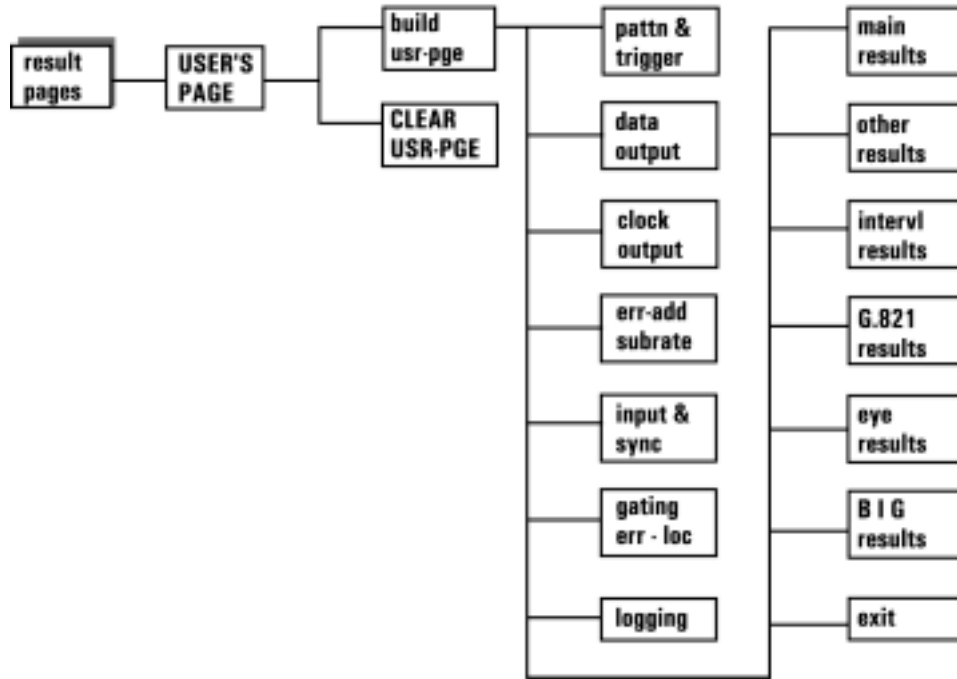 result
pages
USER'S
PAGE
build
usr-pge
CLEAR
USR-PGE
pattn &
trigger
data
output
clock
output
err-add
subrate
input &
sync
gating
err - loc
logging
main
results
other
results
intervl
results
G.821
results
eye
results
B I G
results
exit